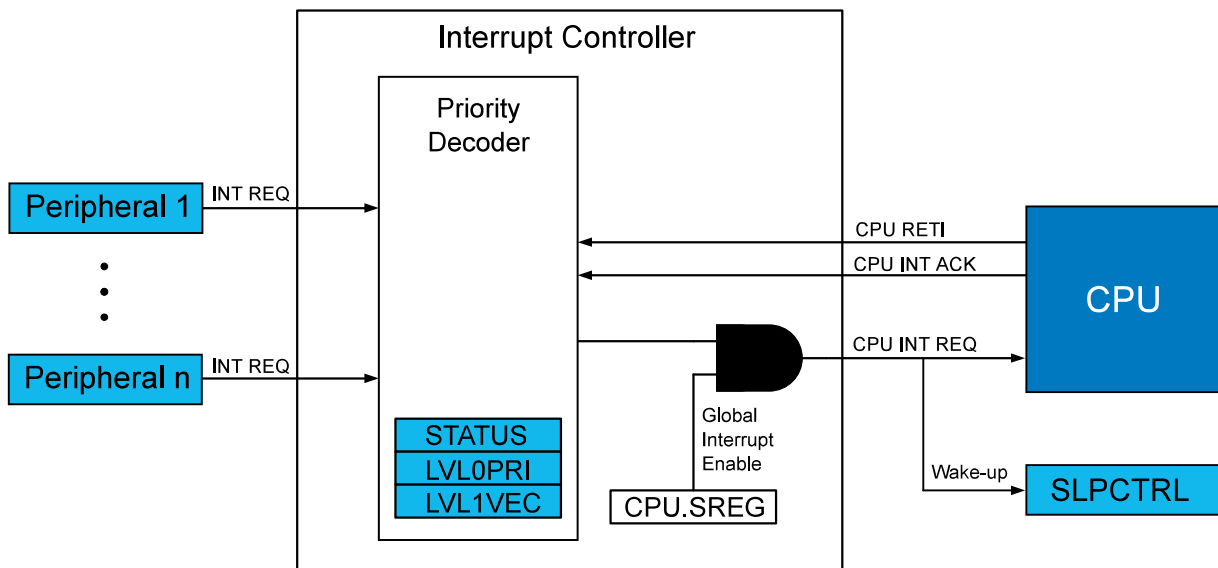 Interrupt Controller
Priority
Decoder
Peripheral 1
INT REQ
Peripheral n
INT REQ
STATUS
LVL0PRI
LVL1VEC
CPU RETI
CPU INT ACK
CPU INT REQ
CPU
Global
Interrupt
Enable
CPU.SREG
Wake-up
SLPCTRL